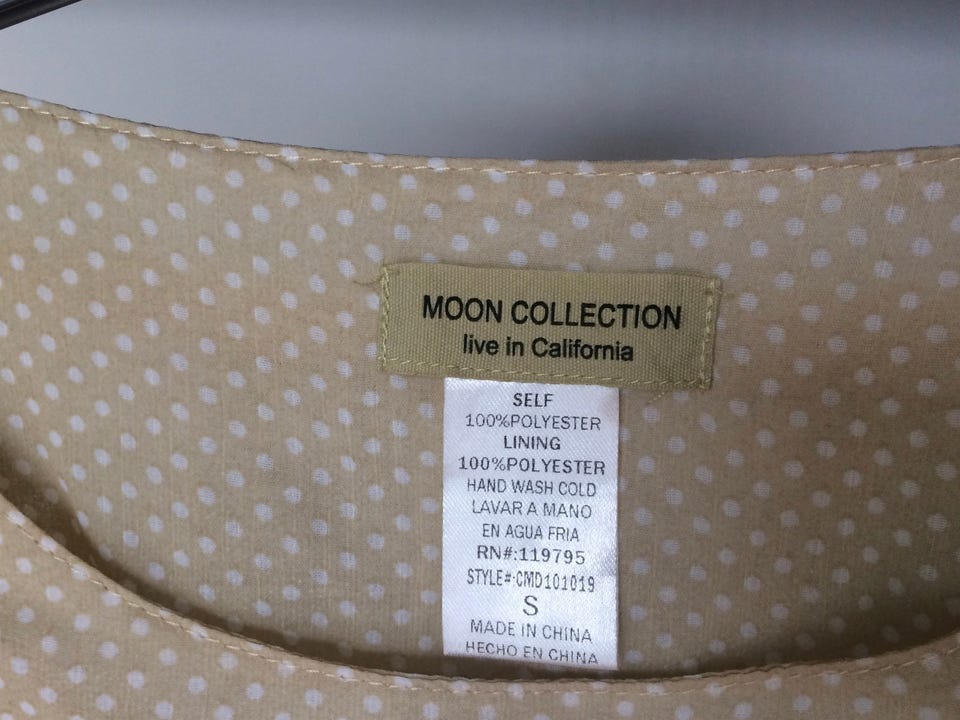 MOON COLLECTION
live in California
SELF
100%POLYESTER
LINING
100%POLYESTER
HAND WASH COLD
LAVAR A MANO
EN AGUA FRIA
RN#:119795
STYLE#:CMD101019
S
MADE IN CHINA
HECHO EN CHINA